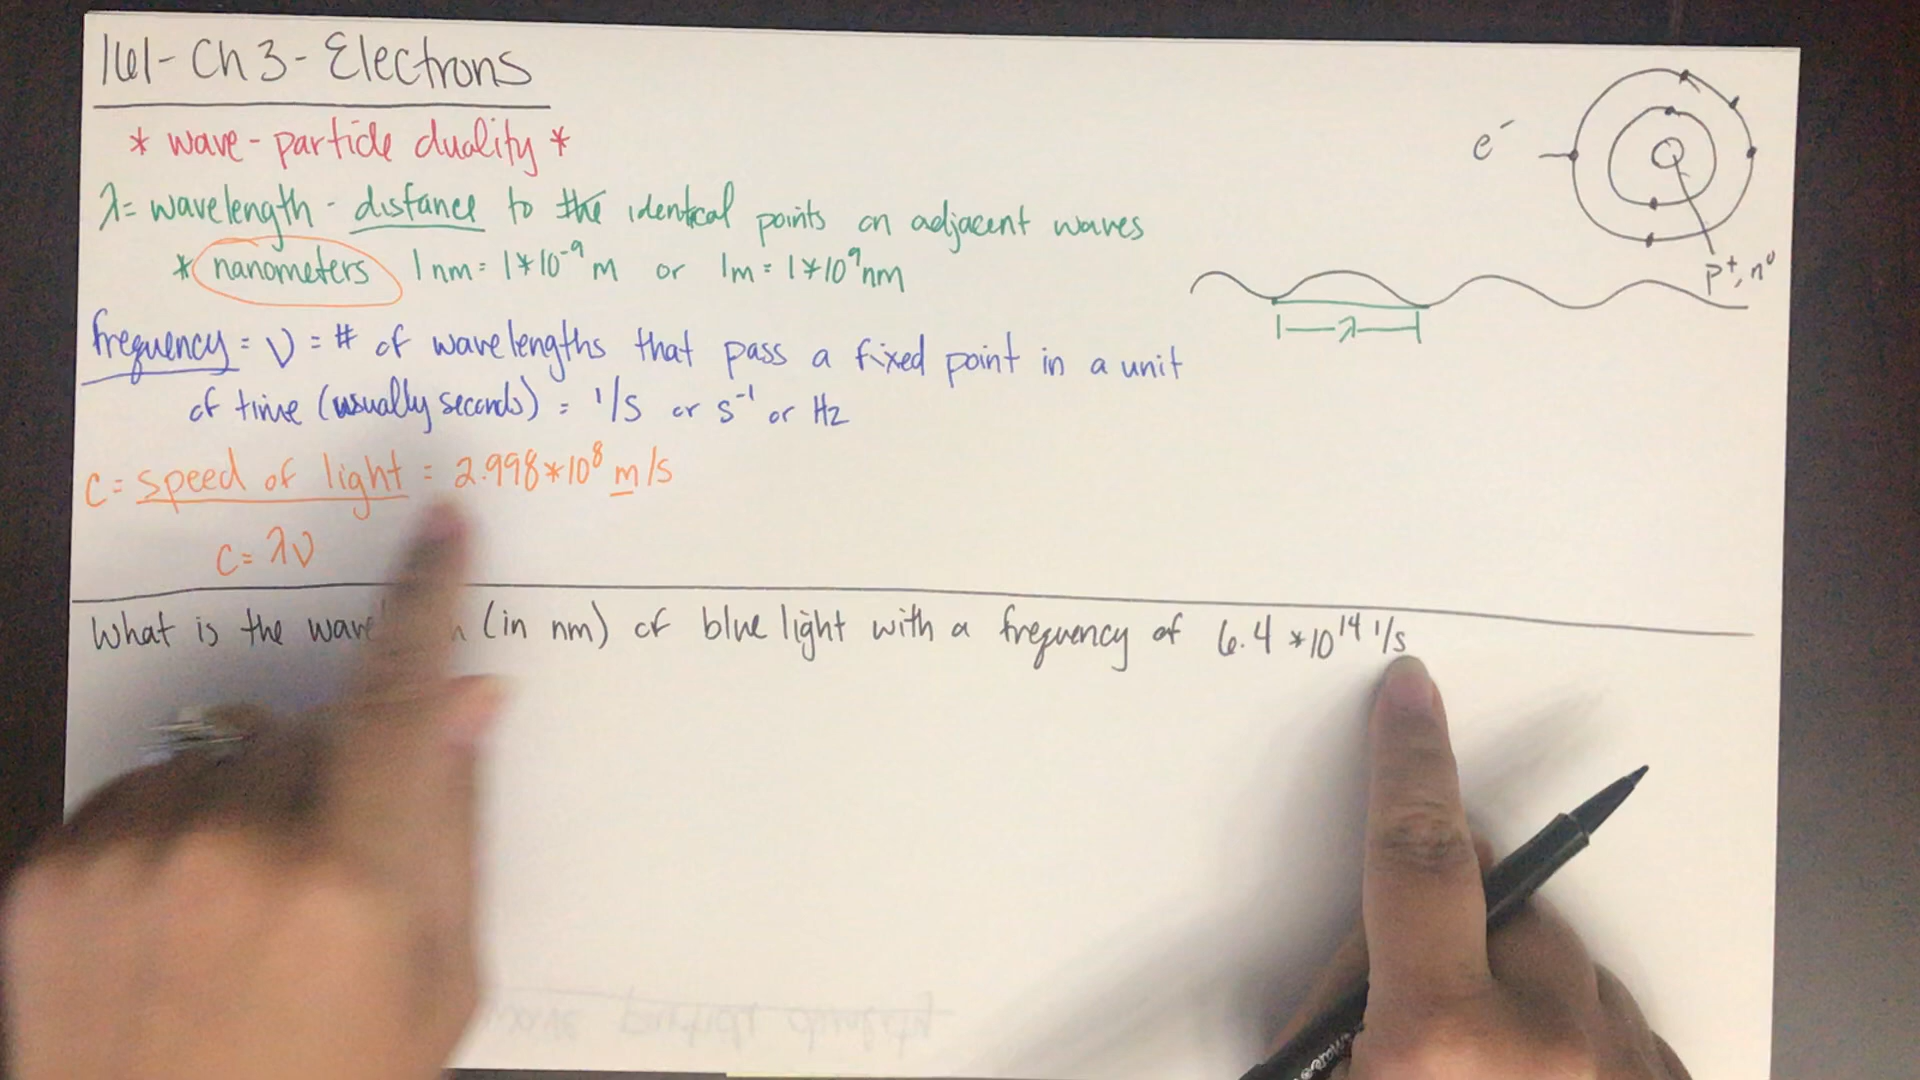 161 - Ch 3 - Electrons
* wave - particle duality *
λ = wavelength - distance to the identical points on adjacent waves
* nanometers 1 nm = 1*10⁻⁹ m or 1m = 1*10⁹ nm
frequency = ν = # of wavelengths that pass a fixed point in a unit
of time (usually seconds) = 1/s or s⁻¹ or Hz
c = speed of light = 2.998*10⁸ m/s
c = λν
What is the (in nm) of blue light with a frequency of 6.4 *10¹⁴ 1/s
e⁻
p⁺, n⁰
λ